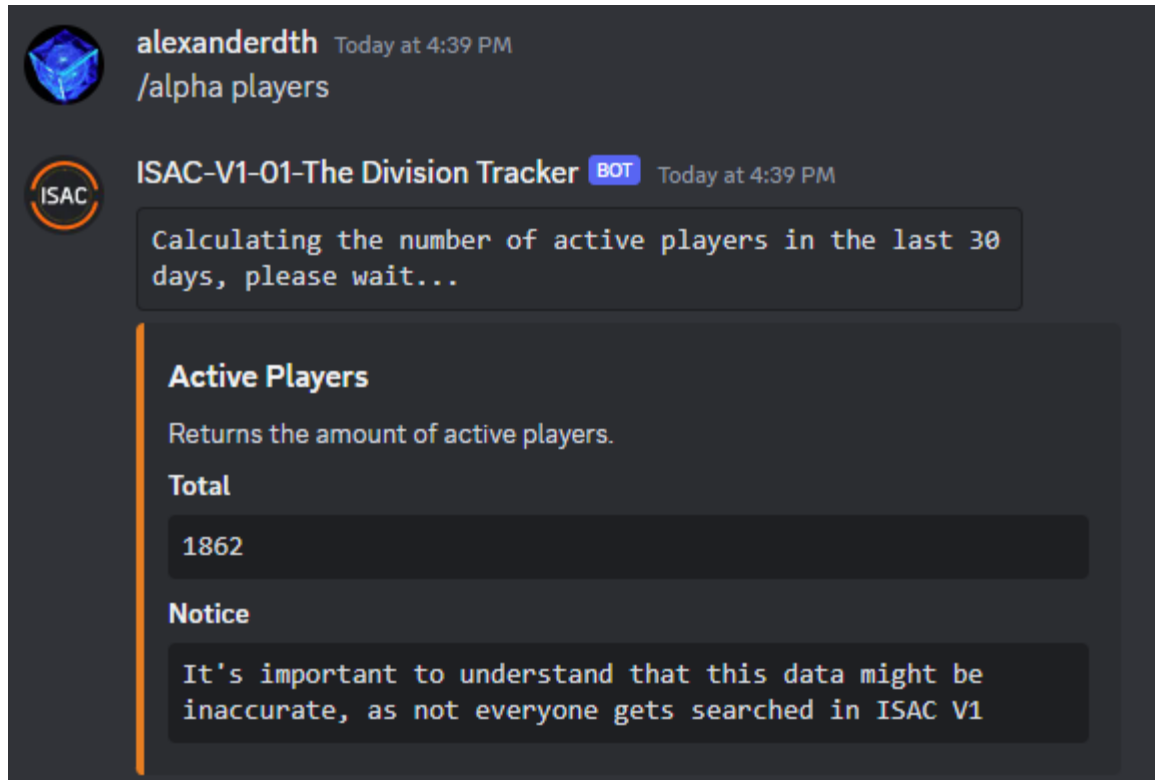 alexanderdth Today at 4:39 PM
/alpha players
ISAC
ISAC-V1-01-The Division Tracker BOT Today at 4:39 PM
Calculating the number of active players in the last 30
days, please wait...
Active Players
Returns the amount of active players.
Total
1862
Notice
It's important to understand that this data might be
inaccurate, as not everyone gets searched in ISAC V1